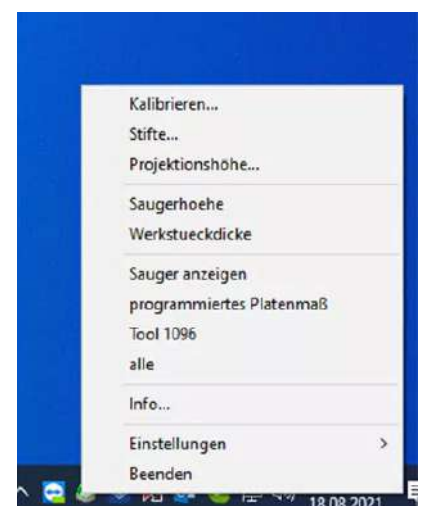 Kalibrieren...
Stifte...
Projektionshöhe...
Saugerhoehe
Werkstueckdicke
Sauger anzeigen
programmiertes Platenmaß
Tool 1096
alle
Info...
Einstellungen
Beenden
18.08.2021